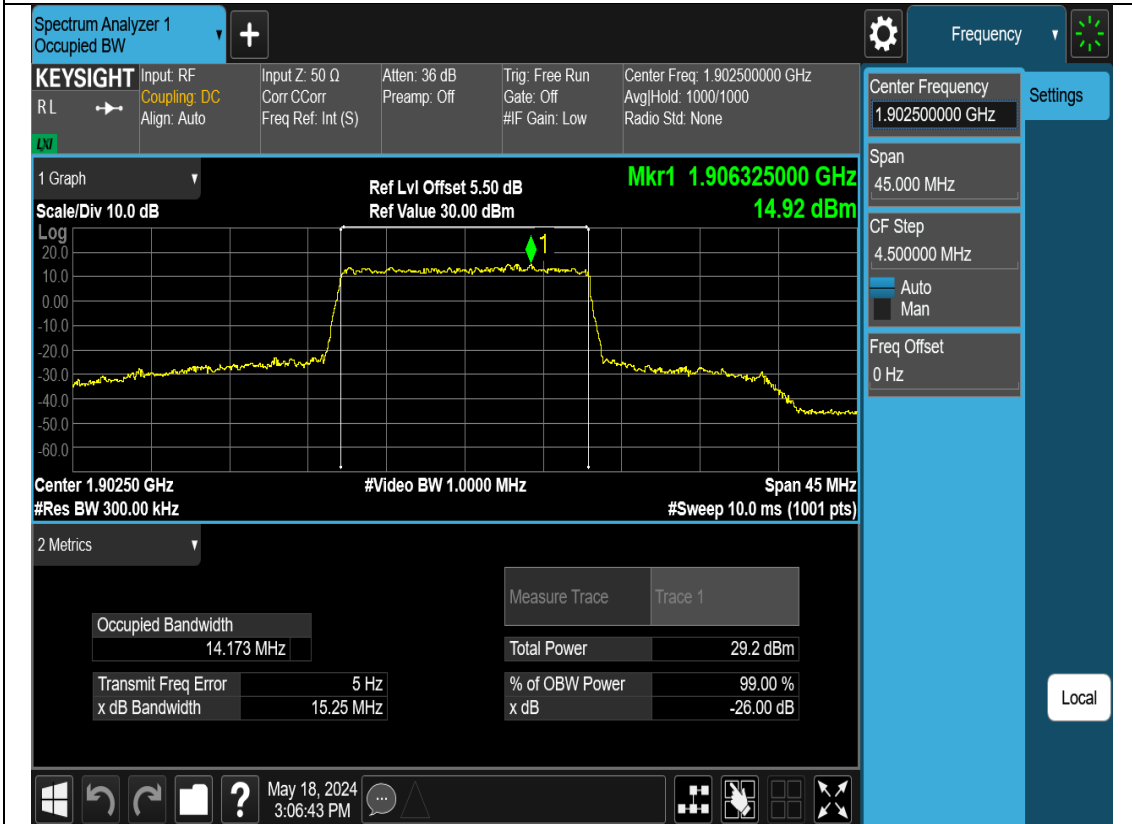 Spectrum Analyzer 1
Occupied BW
+
Frequency
KEYSIGHT
RL
LXI
Input: RF
Coupling: DC
Align: Auto
Input Z: 50 Ω
Corr CCorr
Freq Ref: Int (S)
Atten: 36 dB
Preamp: Off
Trig: Free Run
Gate: Off
#IF Gain: Low
Center Freq: 1.902500000 GHz
Avg|Hold: 1000/1000
Radio Std: None
Center Frequency
1.902500000 GHz
Settings
Span
45.000 MHz
CF Step
4.500000 MHz
Auto
Man
Freq Offset
0 Hz
Local
1 Graph
Scale/Div 10.0 dB
Ref Lvl Offset 5.50 dB
Ref Value 30.00 dBm
Mkr1 1.906325000 GHz
14.92 dBm
Log
20.0
10.0
0.00
-10.0
-20.0
-30.0
-40.0
-50.0
-60.0
1
Center 1.90250 GHz
#Video BW 1.0000 MHz
Span 45 MHz
#Res BW 300.00 kHz
#Sweep 10.0 ms (1001 pts)
2 Metrics
Measure Trace Trace 1
Occupied Bandwidth
14.173 MHz
Total Power 29.2 dBm
Transmit Freq Error 5 Hz
% of OBW Power 99.00 %
x dB Bandwidth 15.25 MHz
x dB -26.00 dB
?
May 18, 2024
3:06:43 PM